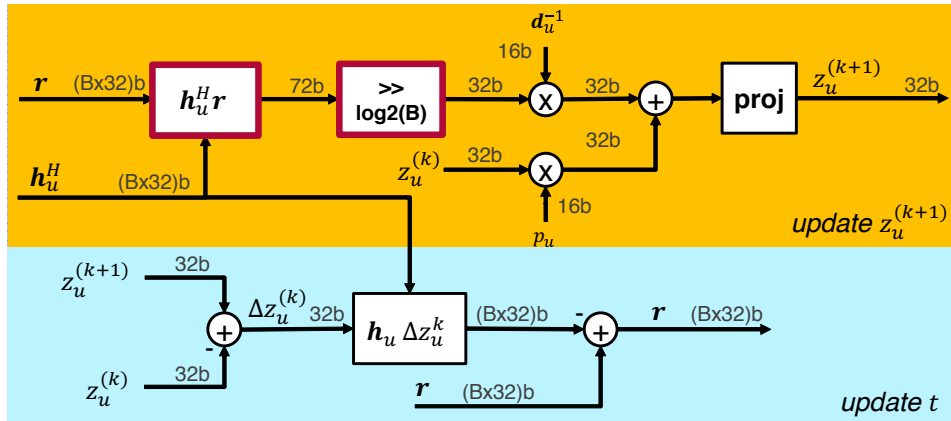 d_u^{-1}
16b
r (Bx32)b
h_u^H r
72b
>>
log2(B)
32b
X
32b
+
proj
z_u^{(k+1)}
32b
z_u^{(k)}
32b
X
32b
16b
p_u
h_u^H (Bx32)b
update z_u^{(k+1)}
z_u^{(k+1)}
32b
+
-
Δz_u^{(k)}
32b
z_u^{(k)}
32b
h_u Δz_u^k
(Bx32)b
-
+
r (Bx32)b
r (Bx32)b
update t